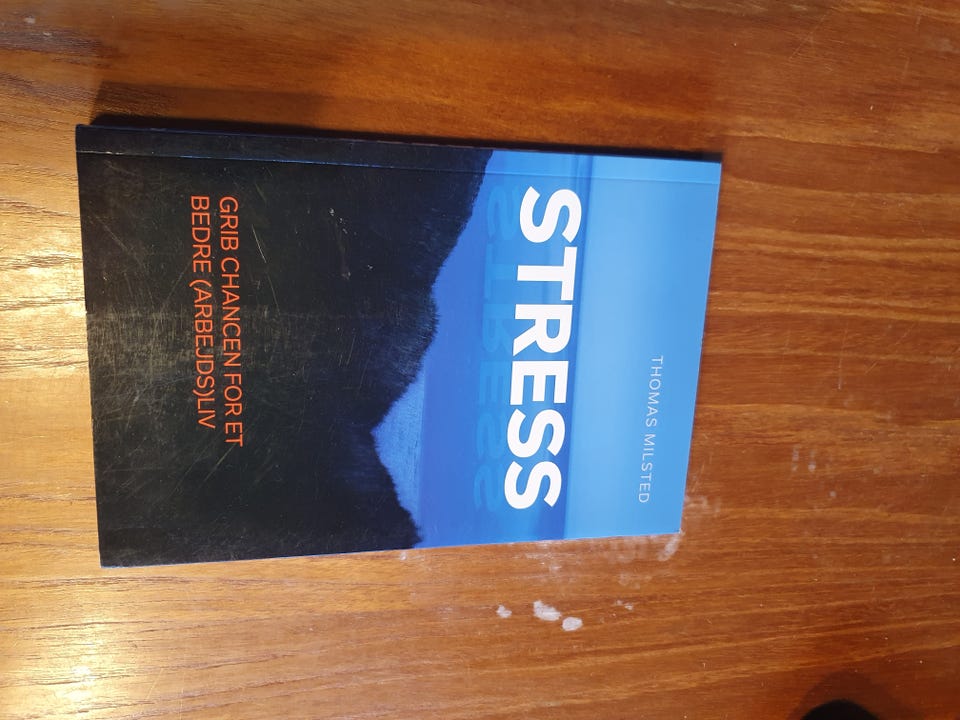 THOMAS MILSTED
STRESS
GRIB CHANCEN FOR ET
BEDRE (ARBEJDS)LIV